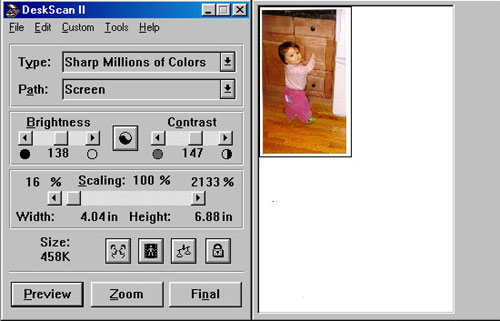 DeskScan II
File Edit Custom Tools Help
Type: Sharp Millions of Colors
Path: Screen
Brightness Contrast
138 147
16 % Scaling: 100 % 2133 %
Width: 4.04 in Height: 6.88 in
Size:
458K
Preview Zoom Final